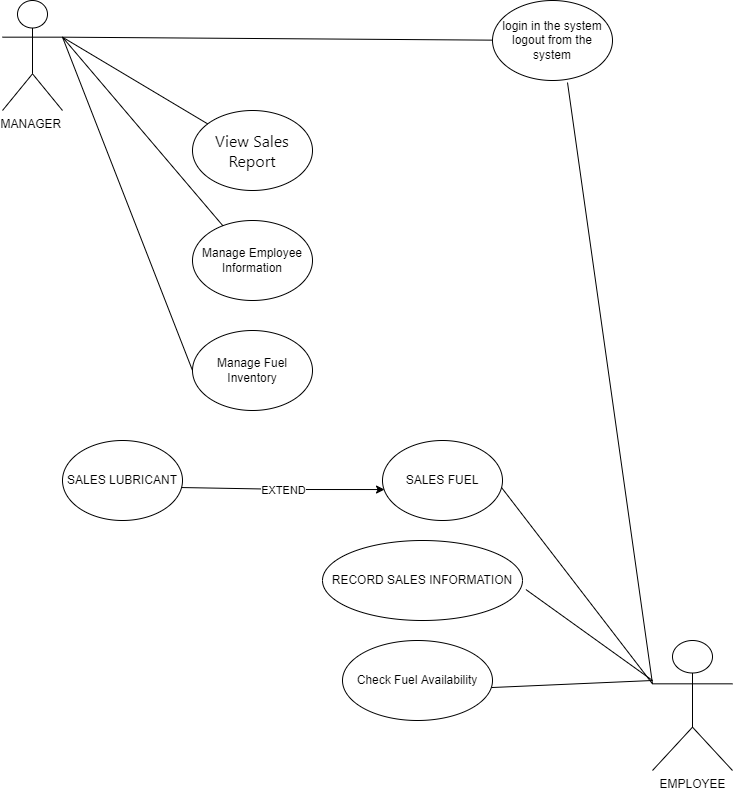 login in the system
logout from the
system
MANAGER
View Sales
Report
Manage Employee
Information
Manage Fuel
Inventory
SALES LUBRICANT
EXTEND
SALES FUEL
RECORD SALES INFORMATION
Check Fuel Availability
EMPLOYEE